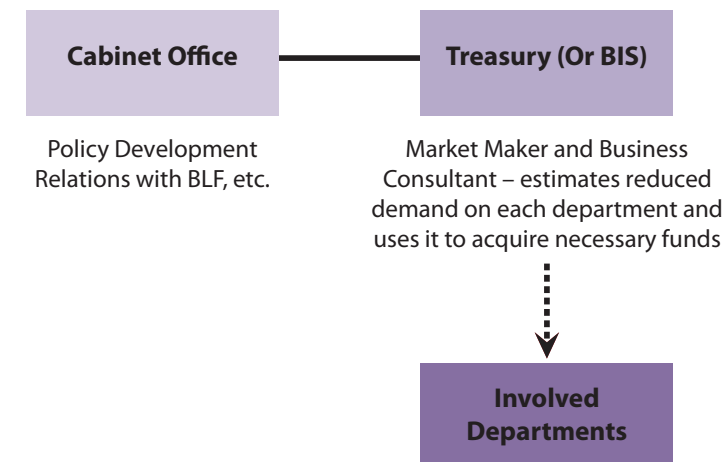 Cabinet Office
Treasury (Or BIS)
Policy Development
Relations with BLF, etc.
Market Maker and Business
Consultant – estimates reduced
demand on each department and
uses it to acquire necessary funds
Involved
Departments